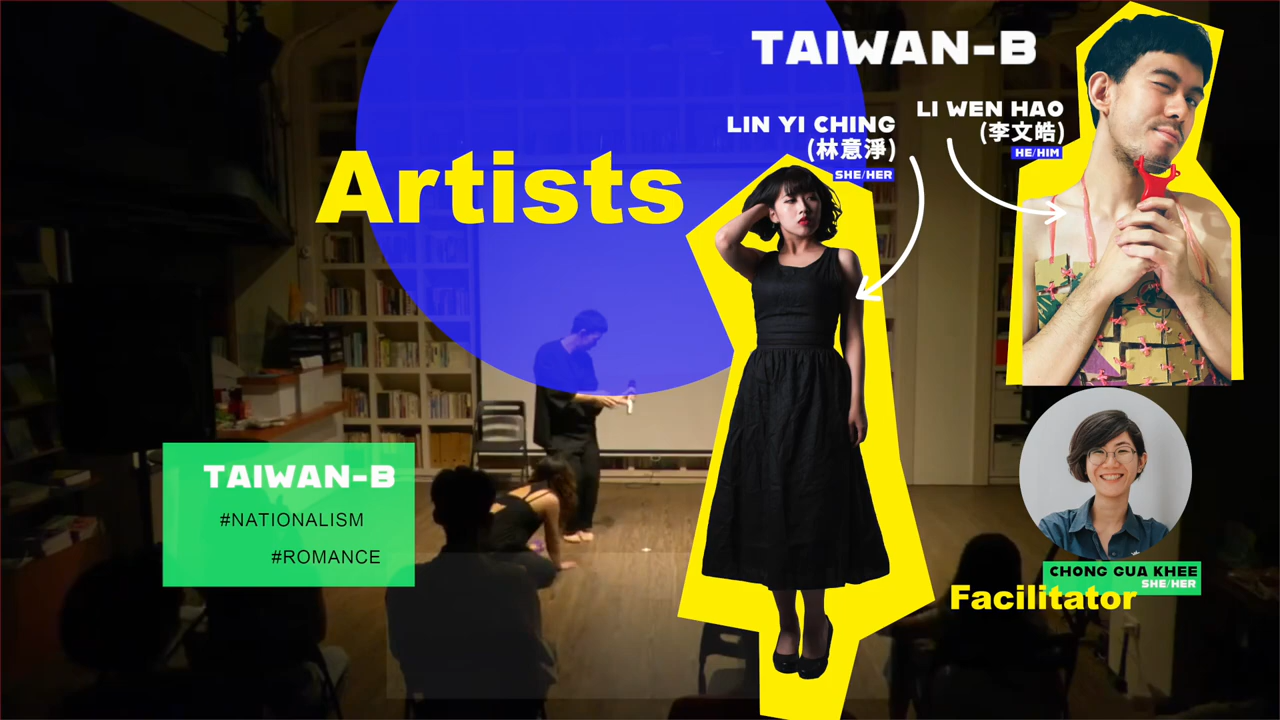 TAIWAN-B
LI WEN HAO
(李文皓)
HE/HIM
LIN YI CHING
(林意淨)
SHE/HER
Artists
TAIWAN-B
#NATIONALISM
#ROMANCE
CHONG GUA KHEE
SHE/HER
Facilitator